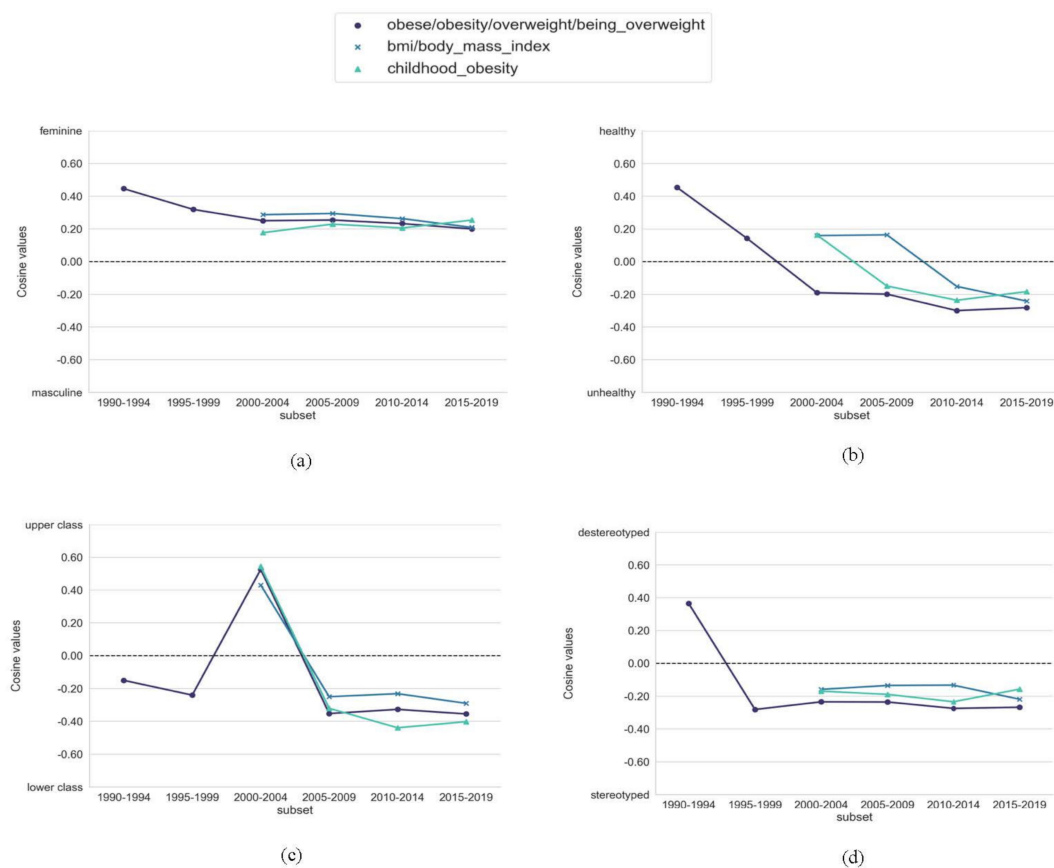 obese/obesity/overweight/being_overweight
bmi/body_mass_index
childhood_obesity
feminine
0.60
0.40
0.20
0.00
-0.20
-0.40
-0.60
masculine
Cosine values
1990-1994 1995-1999 2000-2004 2005-2009 2010-2014 2015-2019
subset
(a)
healthy
0.60
0.40
0.20
0.00
-0.20
-0.40
-0.60
unhealthy
Cosine values
1990-1994 1995-1999 2000-2004 2005-2009 2010-2014 2015-2019
subset
(b)
upper class
0.60
0.40
0.20
0.00
-0.20
-0.40
-0.60
lower class
Cosine values
1990-1994 1995-1999 2000-2004 2005-2009 2010-2014 2015-2019
subset
(c)
destereotyped
0.60
0.40
0.20
0.00
-0.20
-0.40
-0.60
stereotyped
Cosine values
1990-1994 1995-1999 2000-2004 2005-2009 2010-2014 2015-2019
subset
(d)